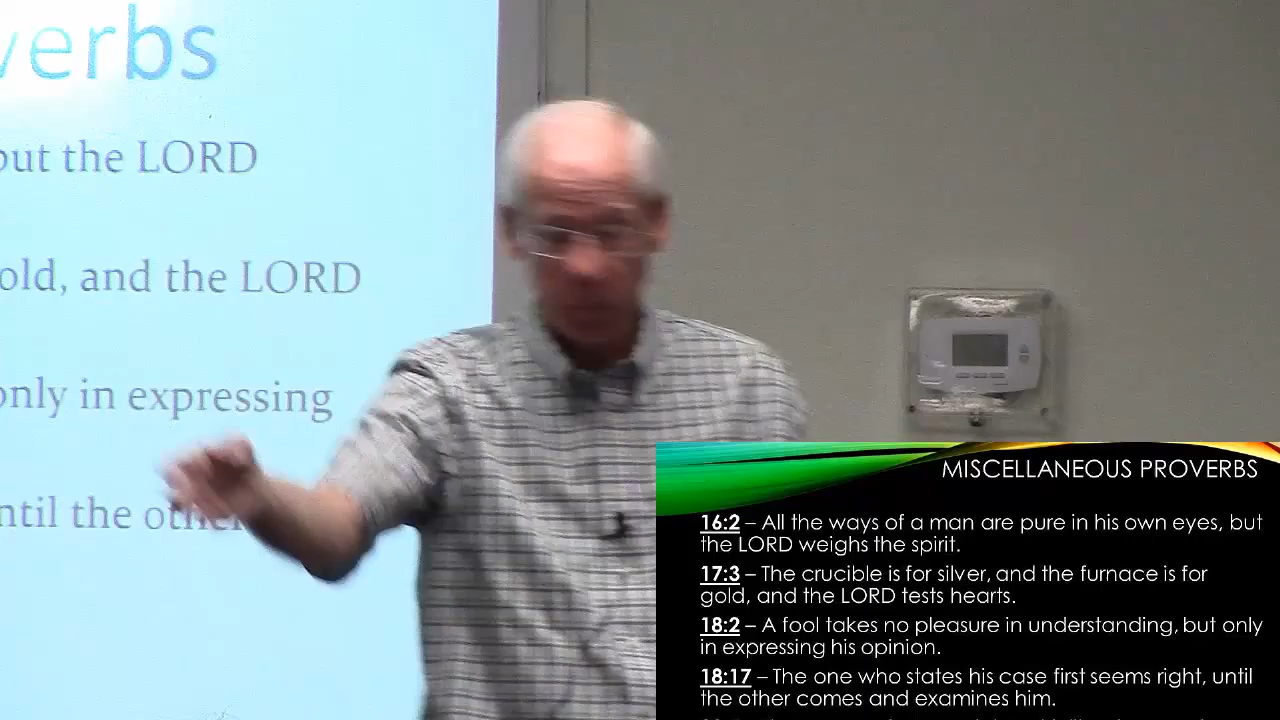 verbs
but the LORD
old, and the LORD
only in expressing
ntil the other
MISCELLANEOUS PROVERBS
16:2 – All the ways of a man are pure in his own eyes, but
the LORD weighs the spirit.
17:3 – The crucible is for silver, and the furnace is for
gold, and the LORD tests hearts.
18:2 – A fool takes no pleasure in understanding, but only
in expressing his opinion.
18:17 – The one who states his case first seems right, until
the other comes and examines him.